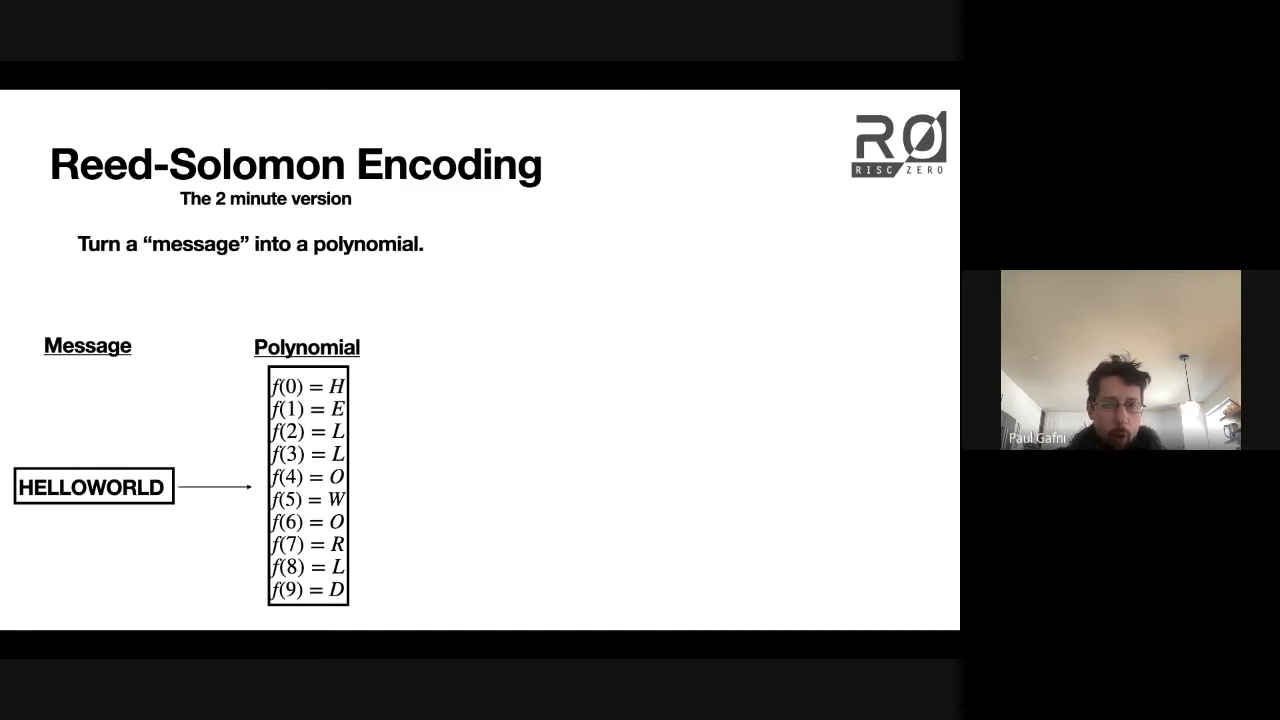 Reed-Solomon Encoding
The 2 minute version
Turn a “message” into a polynomial.
RØ
RISC ZERO
Message
Polynomial
HELLOWORLD
f(0) = H
f(1) = E
f(2) = L
f(3) = L
f(4) = O
f(5) = W
f(6) = O
f(7) = R
f(8) = L
f(9) = D
Paul Gafni